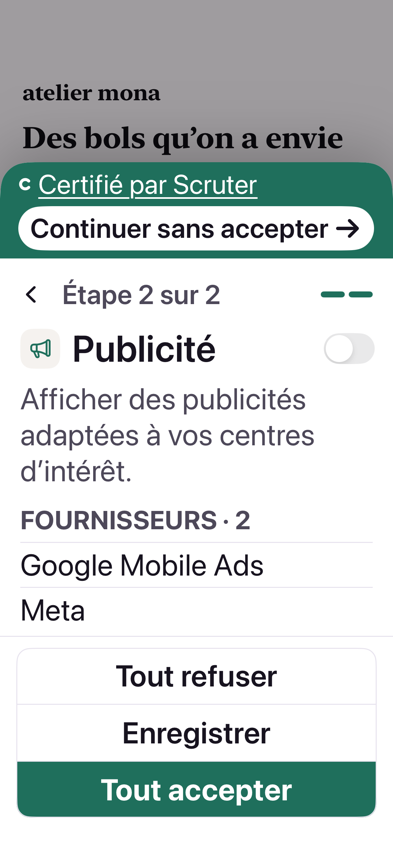 atelier mona
Des bols qu’on a envie
Certifié par Scruter
Continuer sans accepter →
Étape 2 sur 2
Publicité
Afficher des publicités
adaptées à vos centres
d’intérêt.
FOURNISSEURS · 2
Google Mobile Ads
Meta
Tout refuser
Enregistrer
Tout accepter